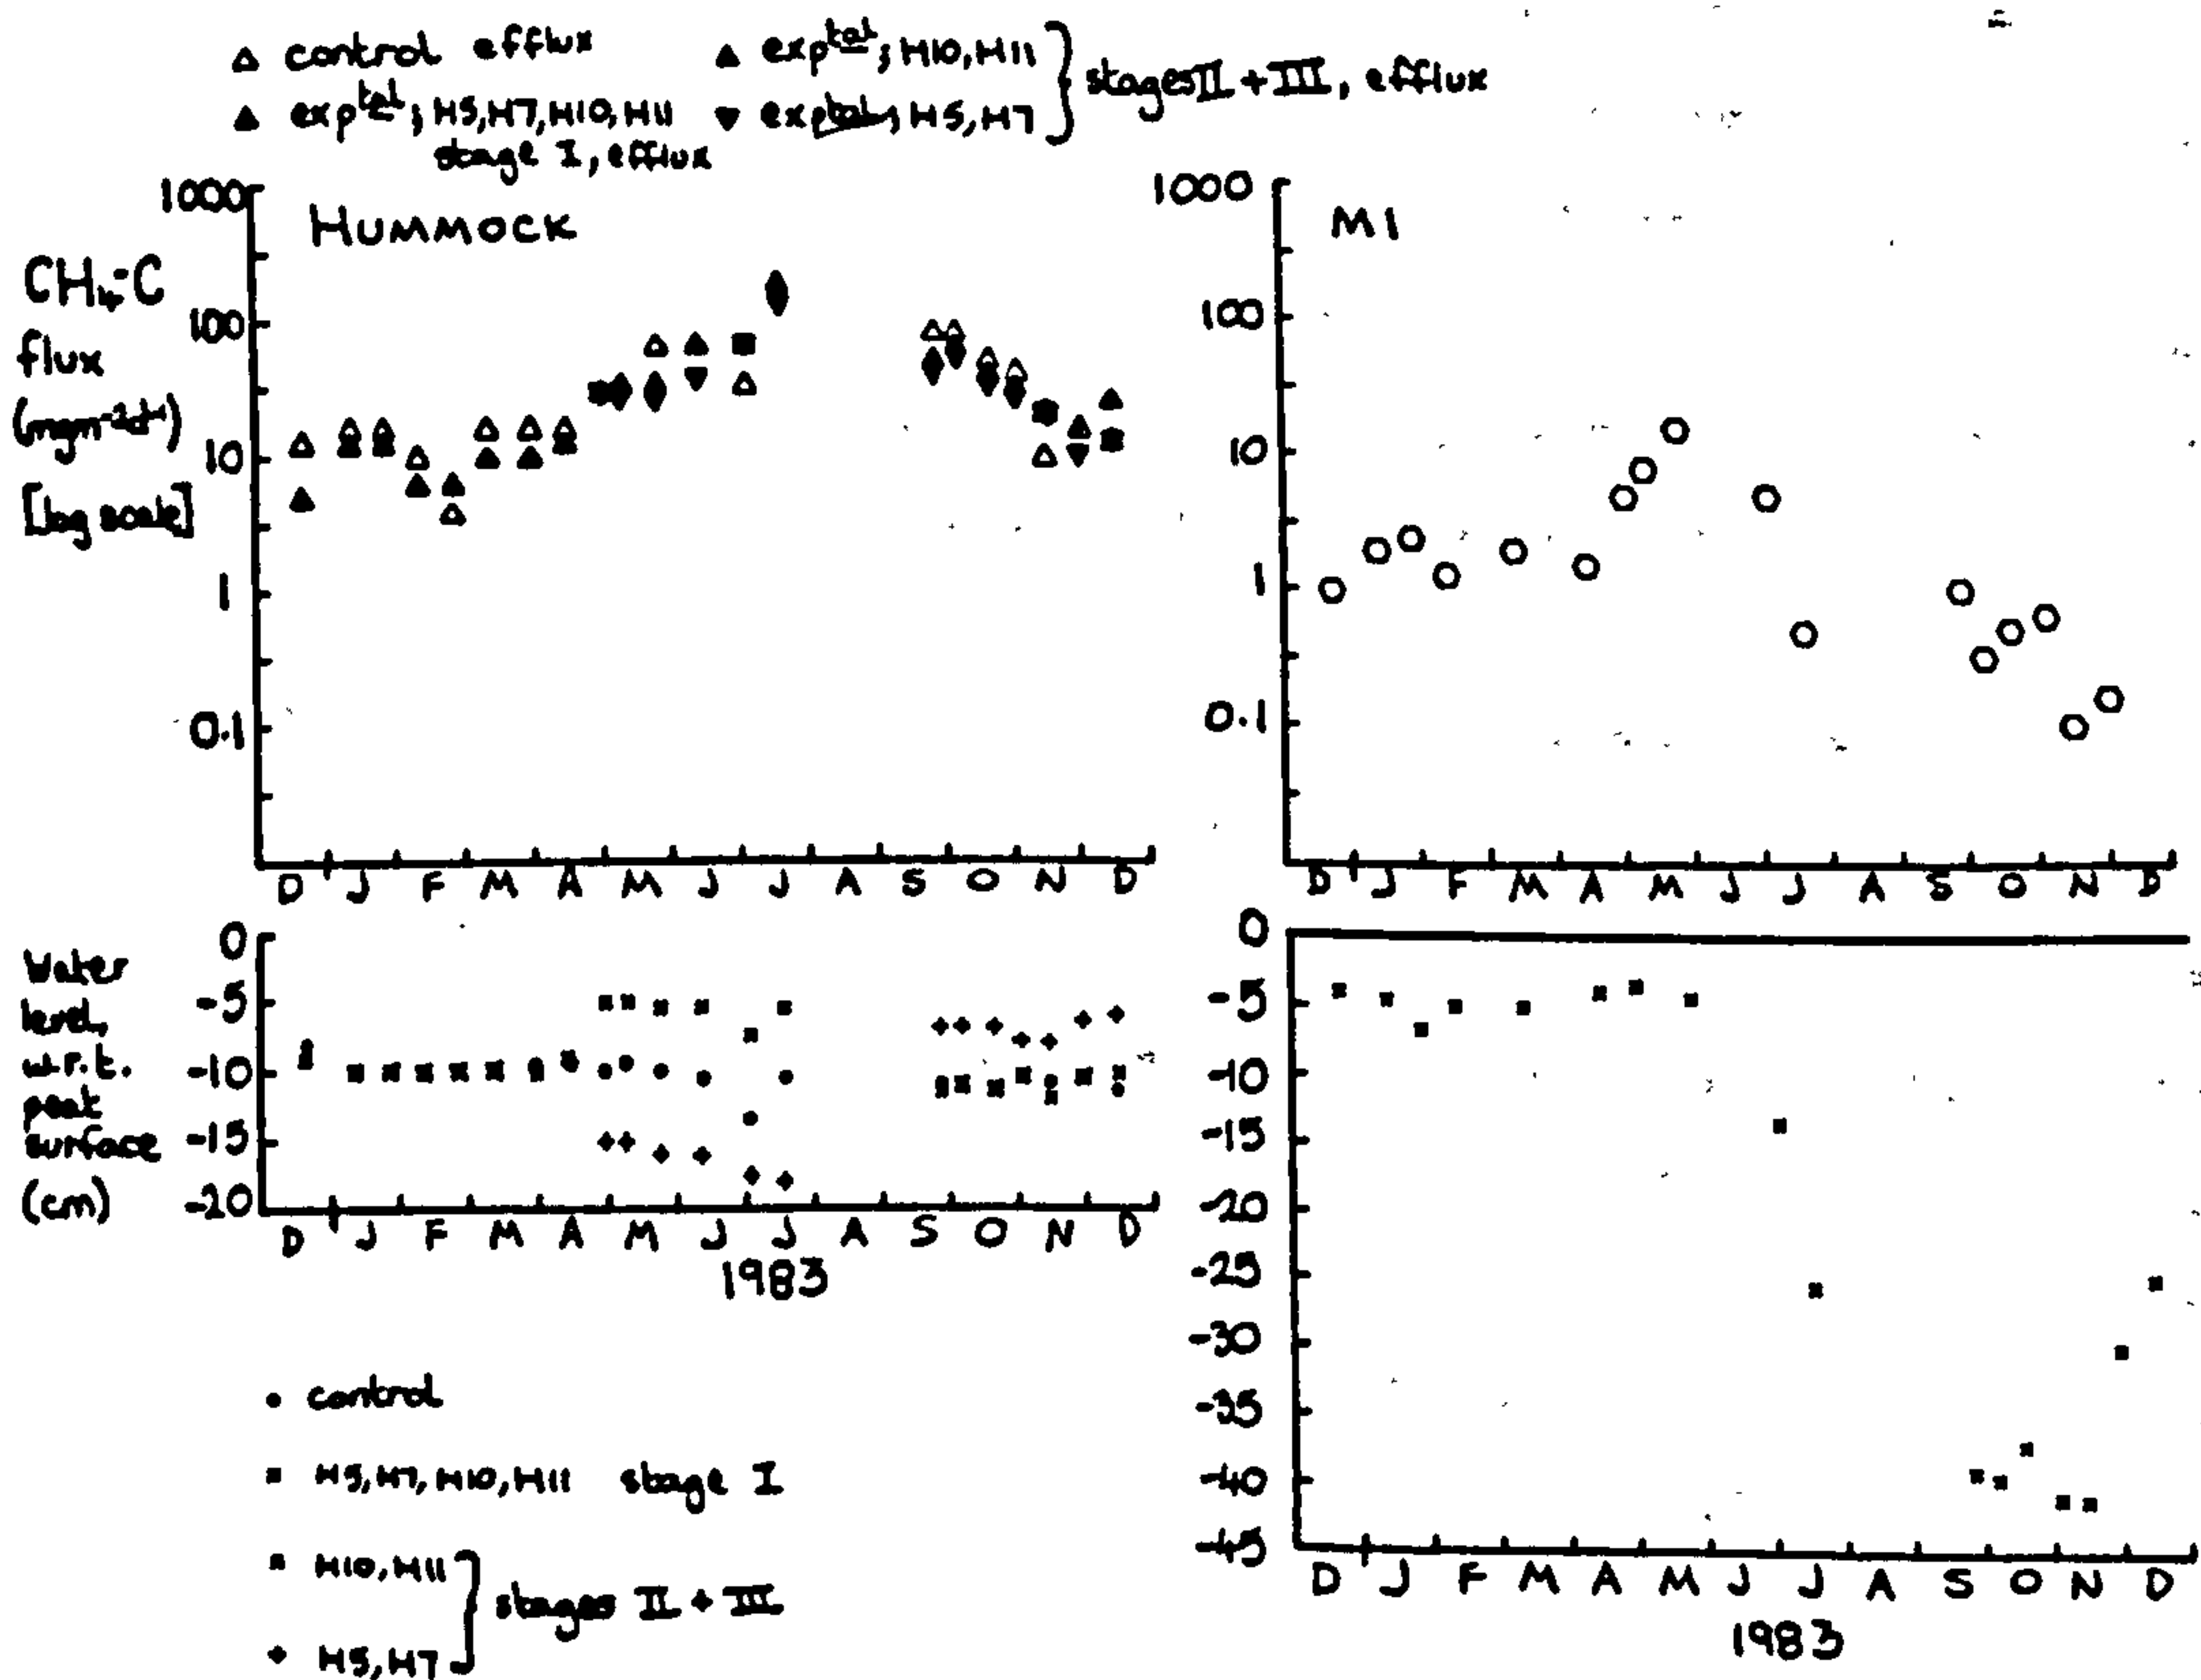 △ control efflux ▲ exptal; H10, H11 } stages II + III, efflux
▲ exptal; H5, H7, H10, H11 ▼ exptal; H5, H7
stage I, efflux
1000
HUMMOCK
CH4-C
flux
(mgm-2d-1)
[log scale]
100
10
1
0.1
D J F M A M J J A S O N D
1000
M1
100
10
1
0.1
D J F M A M J J A S O N D
Water
level,
w.r.t.
peat
surface
(cm)
0
-5
-10
-15
-20
D J F M A M J J A S O N D
1983
0
-5
-10
-15
-20
-25
-30
-35
-40
-45
D J F M A M J J A S O N D
1983
• control
■ H5, H7, H10, H11 stage I
■ H10, H11 } stages II + III
◆ H5, H7